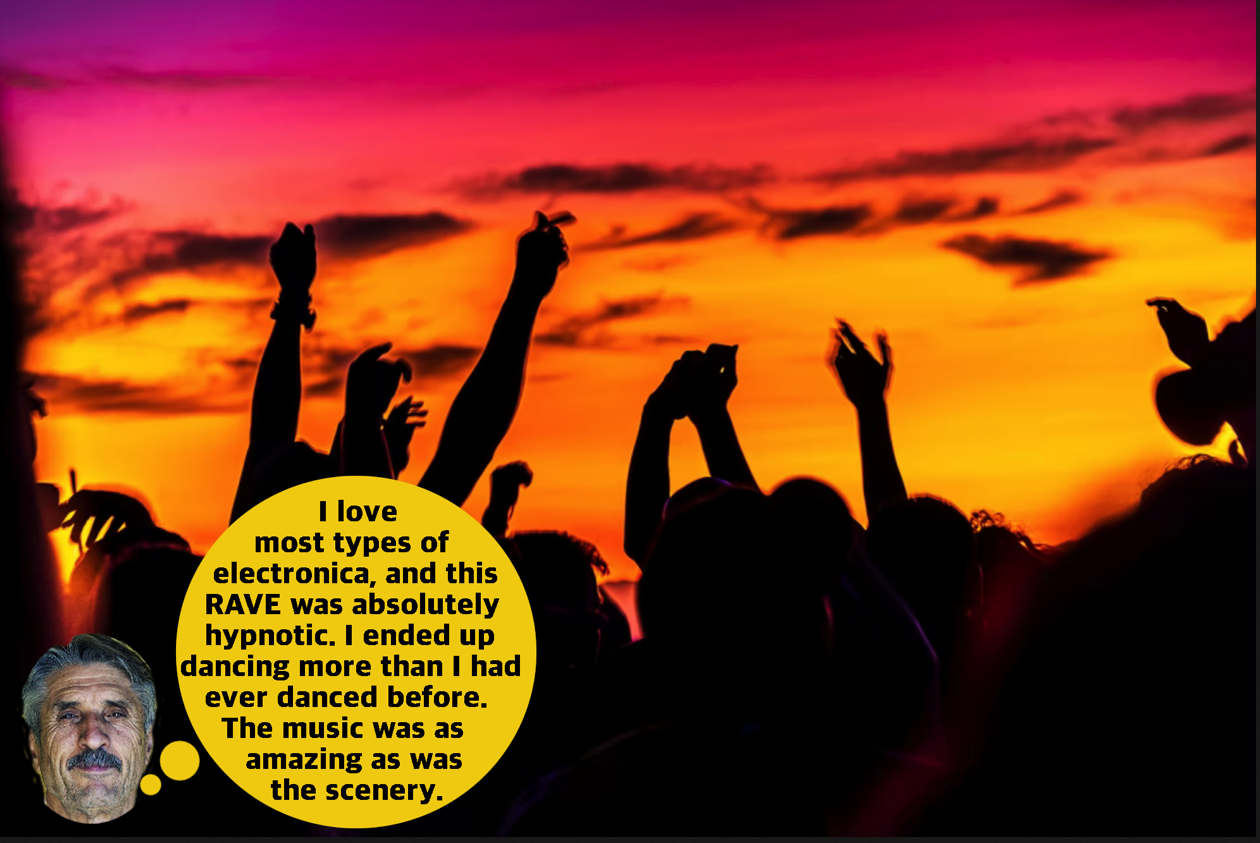 I love
most types of
electronica, and this
RAVE was absolutely
hypnotic. I ended up
dancing more than I had
ever danced before.
The music was as
amazing as was
the scenery.